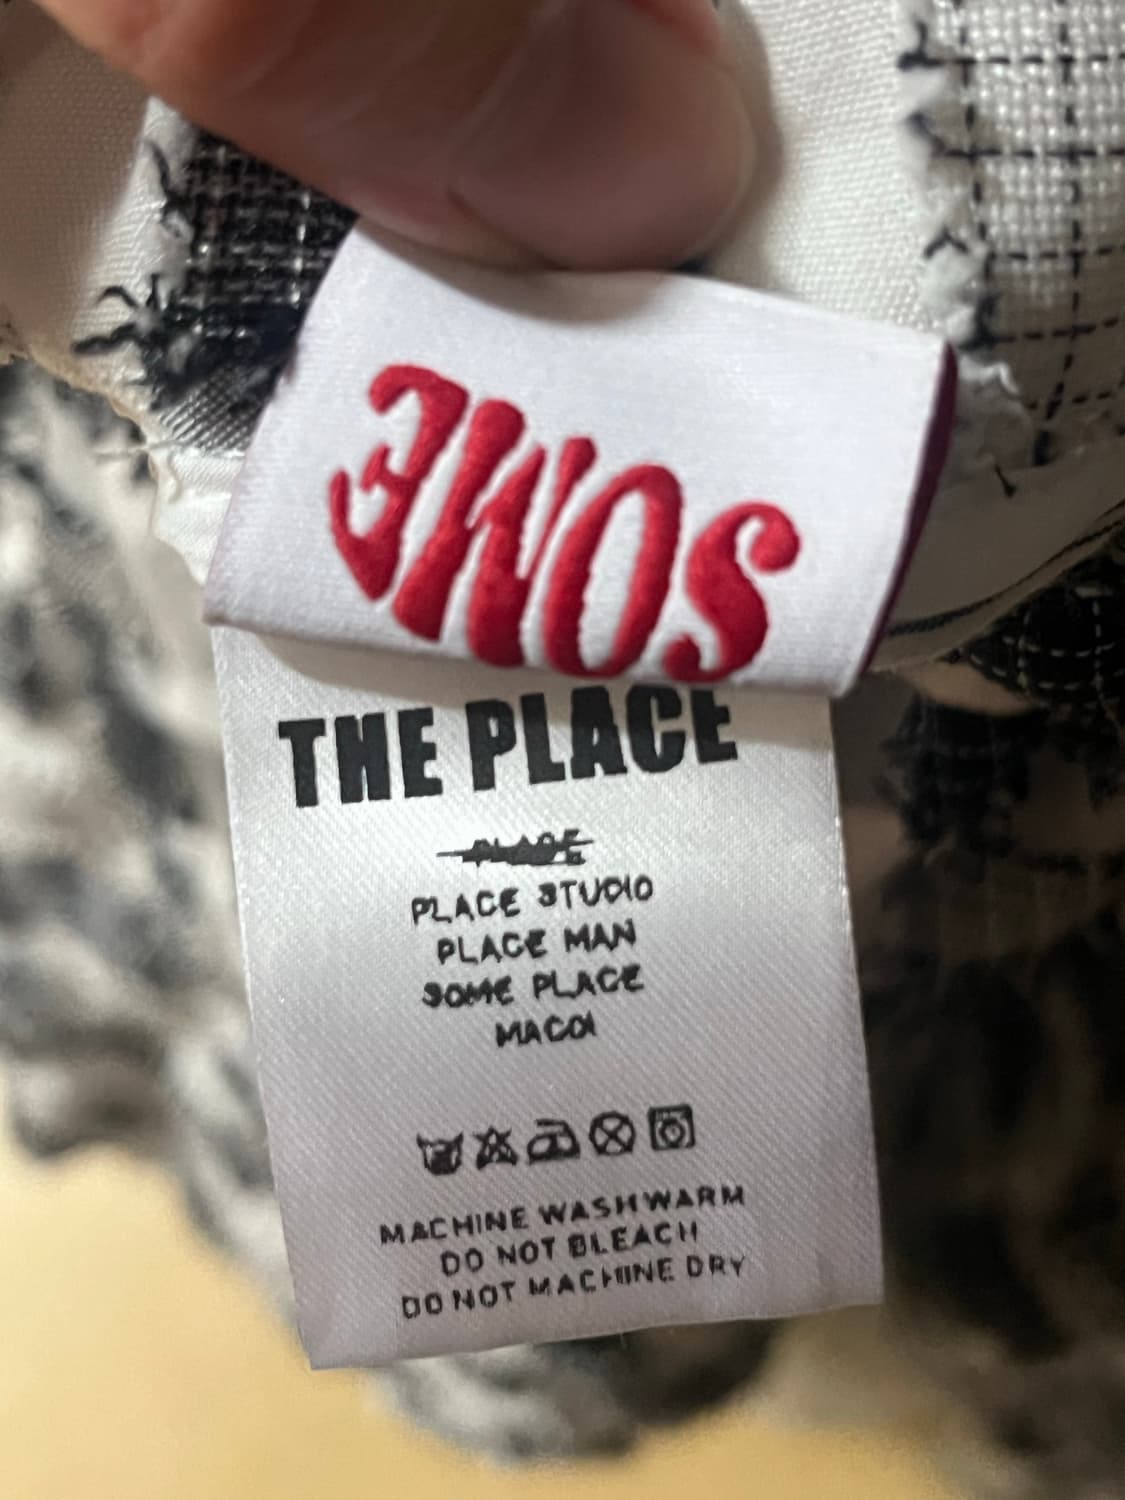 SOME
THE PLACE
PLACE
PLACE STUDIO
PLACE MAN
SOME PLACE
MACOI
MACHINE WASH WARM
DO NOT BLEACH
DO NOT MACHINE DRY